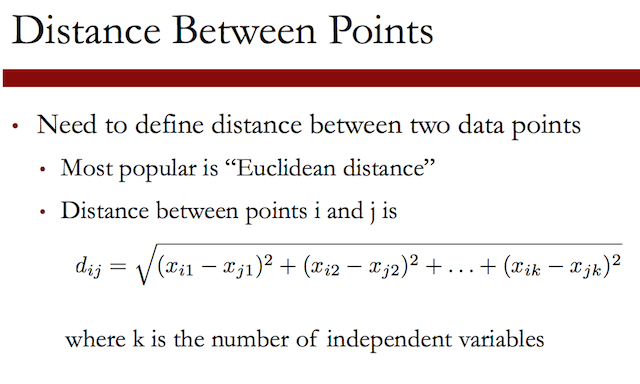 Distance Between Points
• Need to define distance between two data points
• Most popular is “Euclidean distance”
• Distance between points i and j is
d_{ij} = \sqrt{(x_{i1} - x_{j1})^2 + (x_{i2} - x_{j2})^2 + \ldots + (x_{ik} - x_{jk})^2}
where k is the number of independent variables